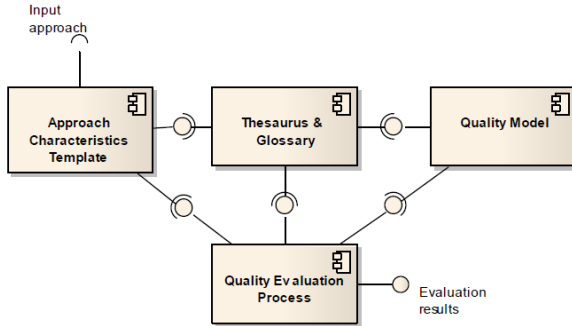 Input
approach
Approach
Characteristics
Template
Thesaurus &
Glossary
Quality Model
Quality Evaluation
Process
Evaluation
results